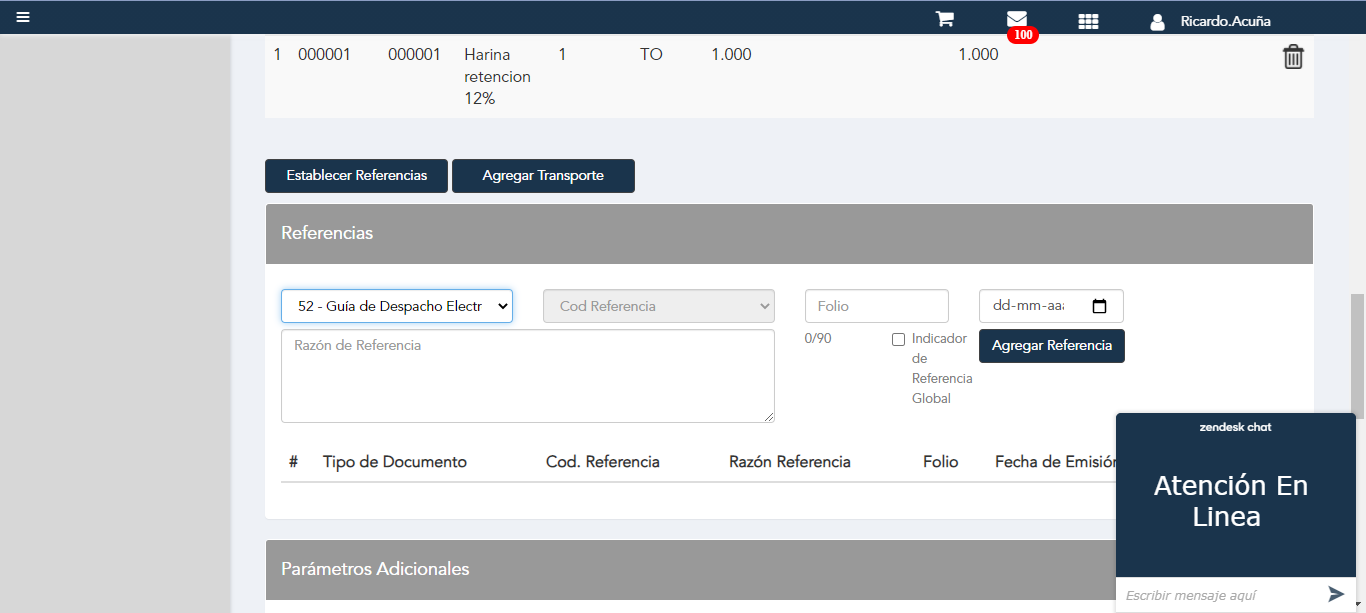 Ricardo.Acuña
100
1 000001 000001 Harina 1 TO 1.000 1.000
retencion
12%
Establecer Referencias Agregar Transporte
Referencias
52 - Guía de Despacho Electr Cod Referencia Folio dd-mm-aa
Razón de Referencia 0/90 Indicador Agregar Referencia
de
Referencia
Global
# Tipo de Documento Cod. Referencia Razón Referencia Folio Fecha de Emisión
Parámetros Adicionales
zendesk chat
Atención En
Linea
Escribir mensaje aquí